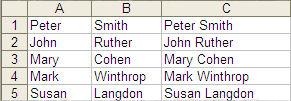 A B C
1 Peter Smith Peter Smith
2 John Ruther John Ruther
3 Mary Cohen Mary Cohen
4 Mark Winthrop Mark Winthrop
5 Susan Langdon Susan Langdon